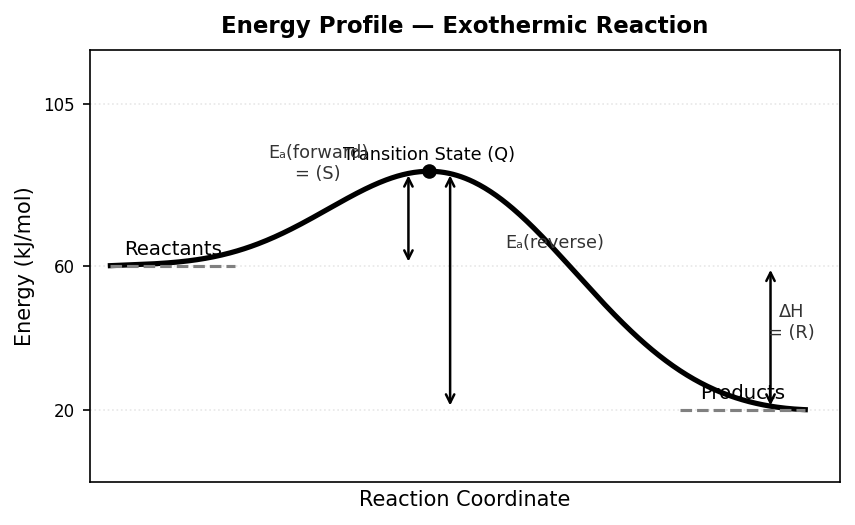 Energy Profile — Exothermic Reaction
Energy (kJ/mol)
105
60
20
Eₐ(forward)
= (S)
Transition State (Q)
Reactants
Eₐ(reverse)
ΔH
= (R)
Products
Reaction Coordinate